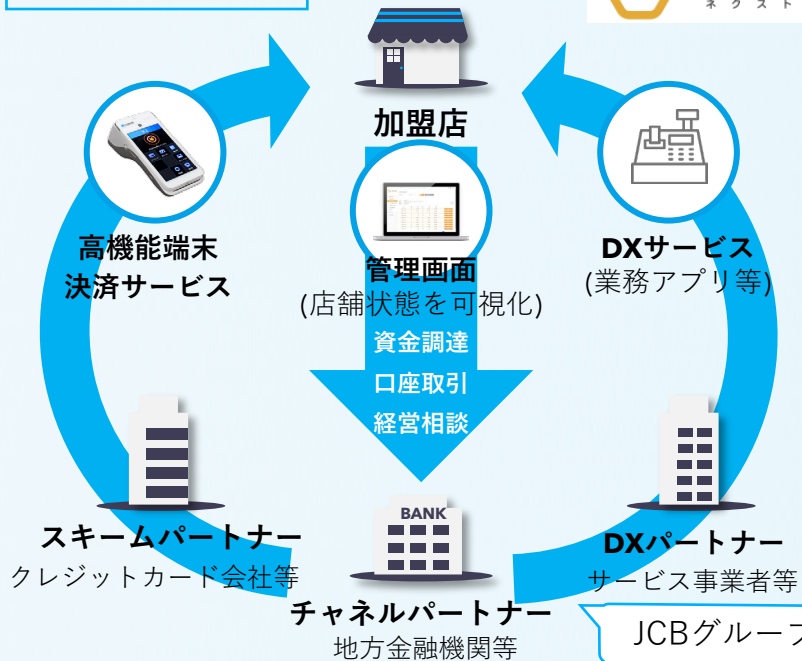 ネクスト
加盟店
高機能端末
決済サービス
管理画面
(店舗状態を可視化)
DXサービス
(業務アプリ等)
資金調達
口座取引
経営相談
BANK
スキームパートナー
クレジットカード会社等
チャネルパートナー
地方金融機関等
DXパートナー
サービス事業者等
JCBグループ